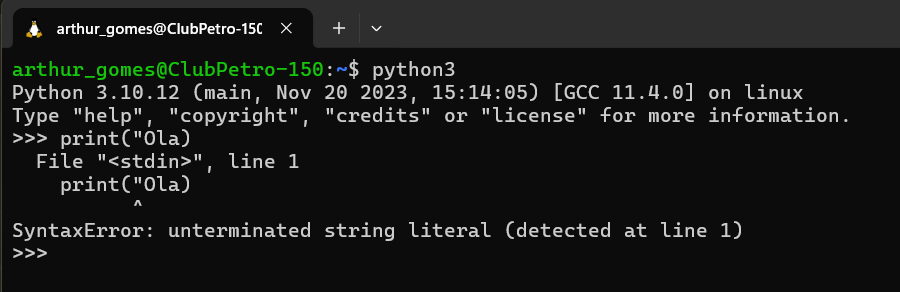 arthur_gomes@ClubPetro-150
arthur_gomes@ClubPetro-150:~$ python3
Python 3.10.12 (main, Nov 20 2023, 15:14:05) [GCC 11.4.0] on linux
Type "help", "copyright", "credits" or "license" for more information.
>>> print("Ola)
  File "<stdin>", line 1
    print("Ola)
          ^
SyntaxError: unterminated string literal (detected at line 1)
>>>